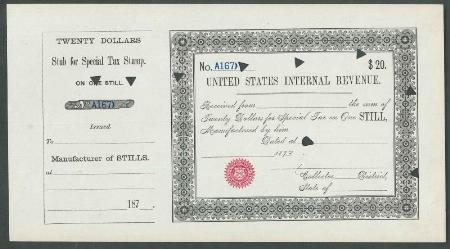 TWENTY DOLLARS
Stub for Special Tax Stamp.
ON ONE STILL.
A167
Issued
To
Manufacturer of STILLS.
at
187
No. A167
$20.
UNITED STATES INTERNAL REVENUE.
Received from the sum of
Twenty Dollars for Special Tax on One STILL,
Manufactured by him
Dated at
1873
Collector District,
State of